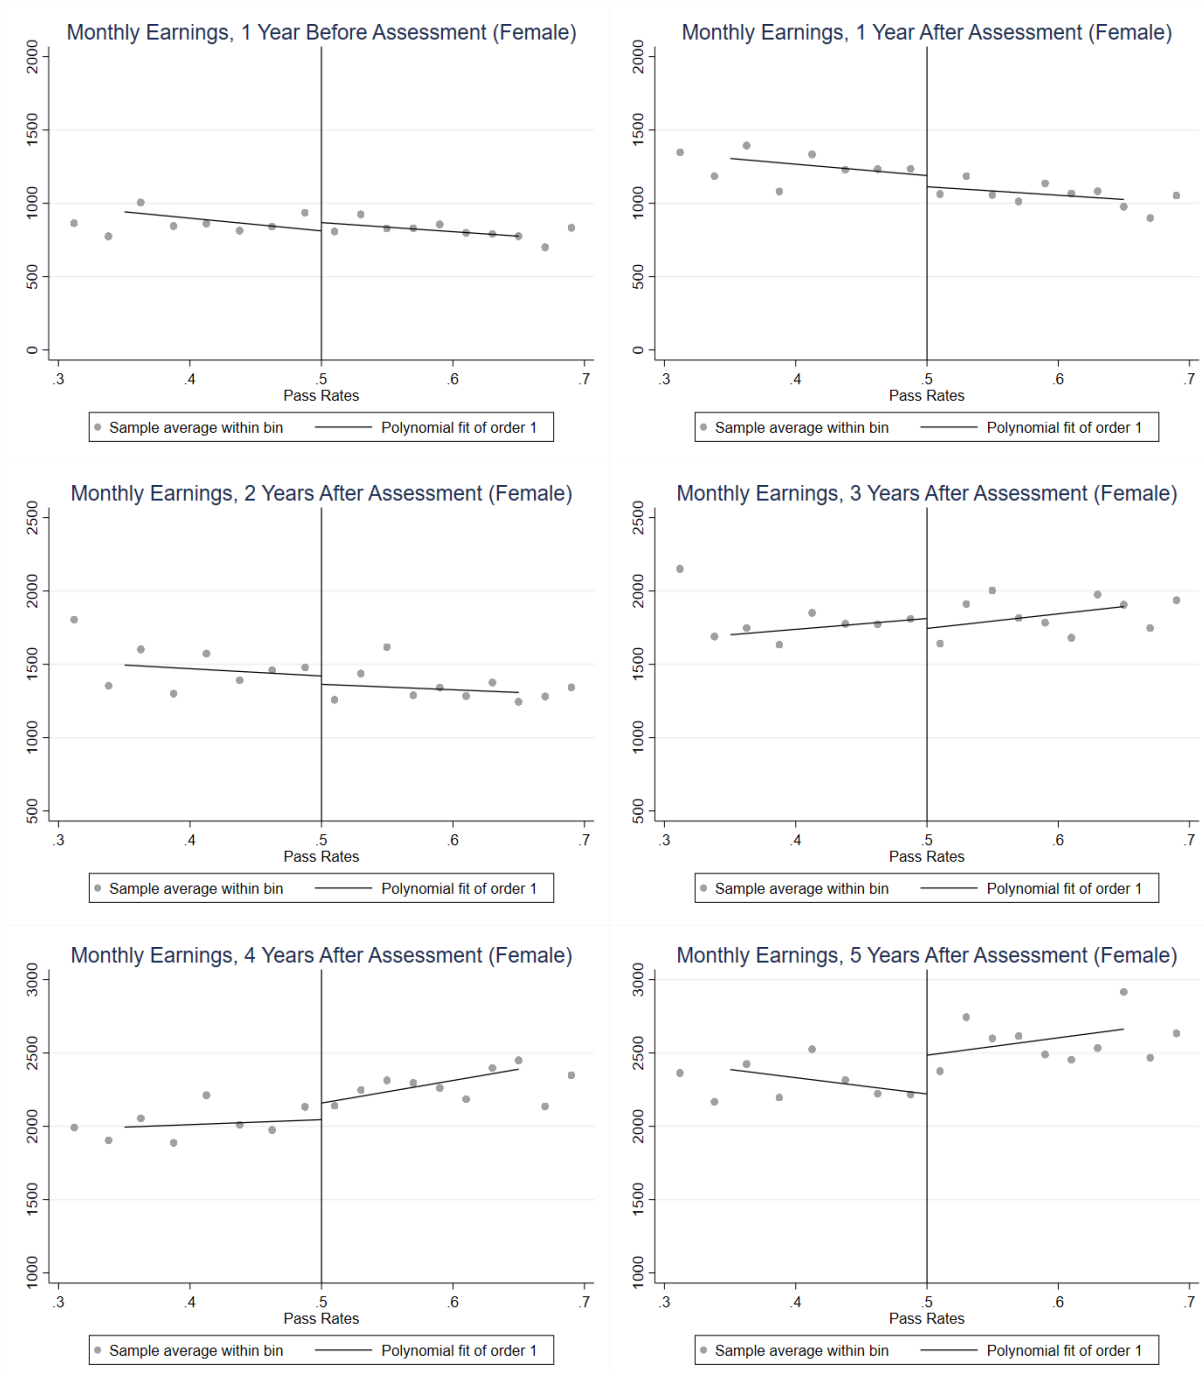 Monthly Earnings, 1 Year Before Assessment (Female)
2000
1500
1000
500
0
.3 .4 .5 .6 .7
Pass Rates
Sample average within bin Polynomial fit of order 1
Monthly Earnings, 1 Year After Assessment (Female)
2000
1500
1000
500
0
.3 .4 .5 .6 .7
Pass Rates
Sample average within bin Polynomial fit of order 1
Monthly Earnings, 2 Years After Assessment (Female)
2500
2000
1500
1000
500
.3 .4 .5 .6 .7
Pass Rates
Sample average within bin Polynomial fit of order 1
Monthly Earnings, 3 Years After Assessment (Female)
2500
2000
1500
1000
500
.3 .4 .5 .6 .7
Pass Rates
Sample average within bin Polynomial fit of order 1
Monthly Earnings, 4 Years After Assessment (Female)
3000
2500
2000
1500
1000
.3 .4 .5 .6 .7
Pass Rates
Sample average within bin Polynomial fit of order 1
Monthly Earnings, 5 Years After Assessment (Female)
3000
2500
2000
1500
1000
.3 .4 .5 .6 .7
Pass Rates
Sample average within bin Polynomial fit of order 1